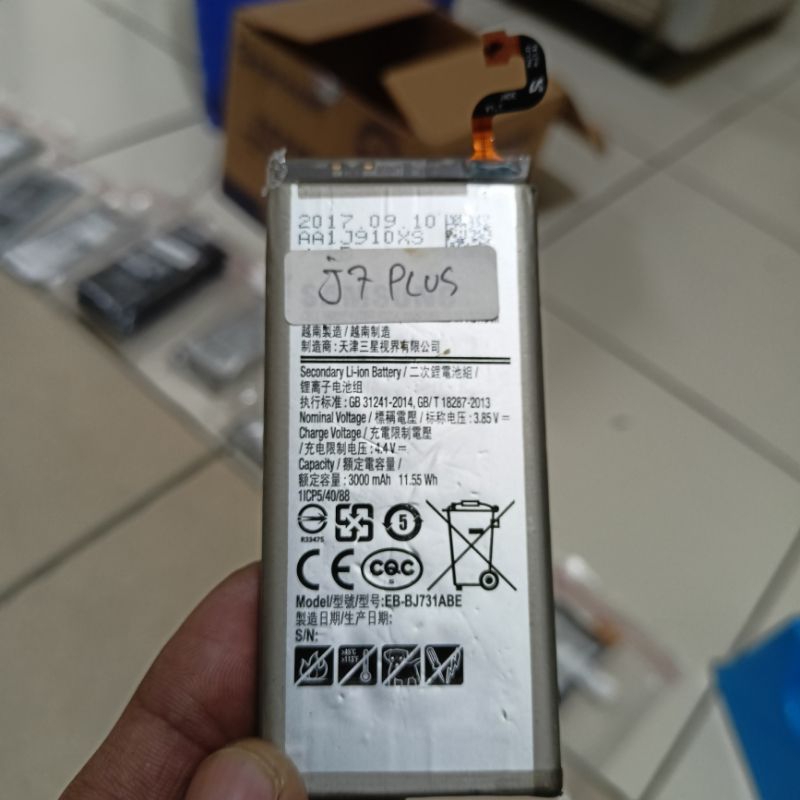 2017.09.10
AA1J910XS
J7 PLUS
越南製造 / 越南制造
制造商 : 天津三星视界有限公司
Secondary Li-ion Battery / 二次鋰電池組 /
锂离子电池组
执行标准 : GB 31241-2014, GB/T 18287-2013
Nominal Voltage / 標稱電壓 / 标称电压 : 3.85 V ⎓
Charge Voltage / 充電限制電壓
/ 充电限制电压 : 4.4 V ⎓
Capacity / 額定電容量 /
额定容量 : 3000 mAh 11.55 Wh
1ICP5/40/88
R33475
5
CE CQC
Model/型號/型号:EB-BJ731ABE
製造日期/生产日期:
S/N:
>45°C
>113°F